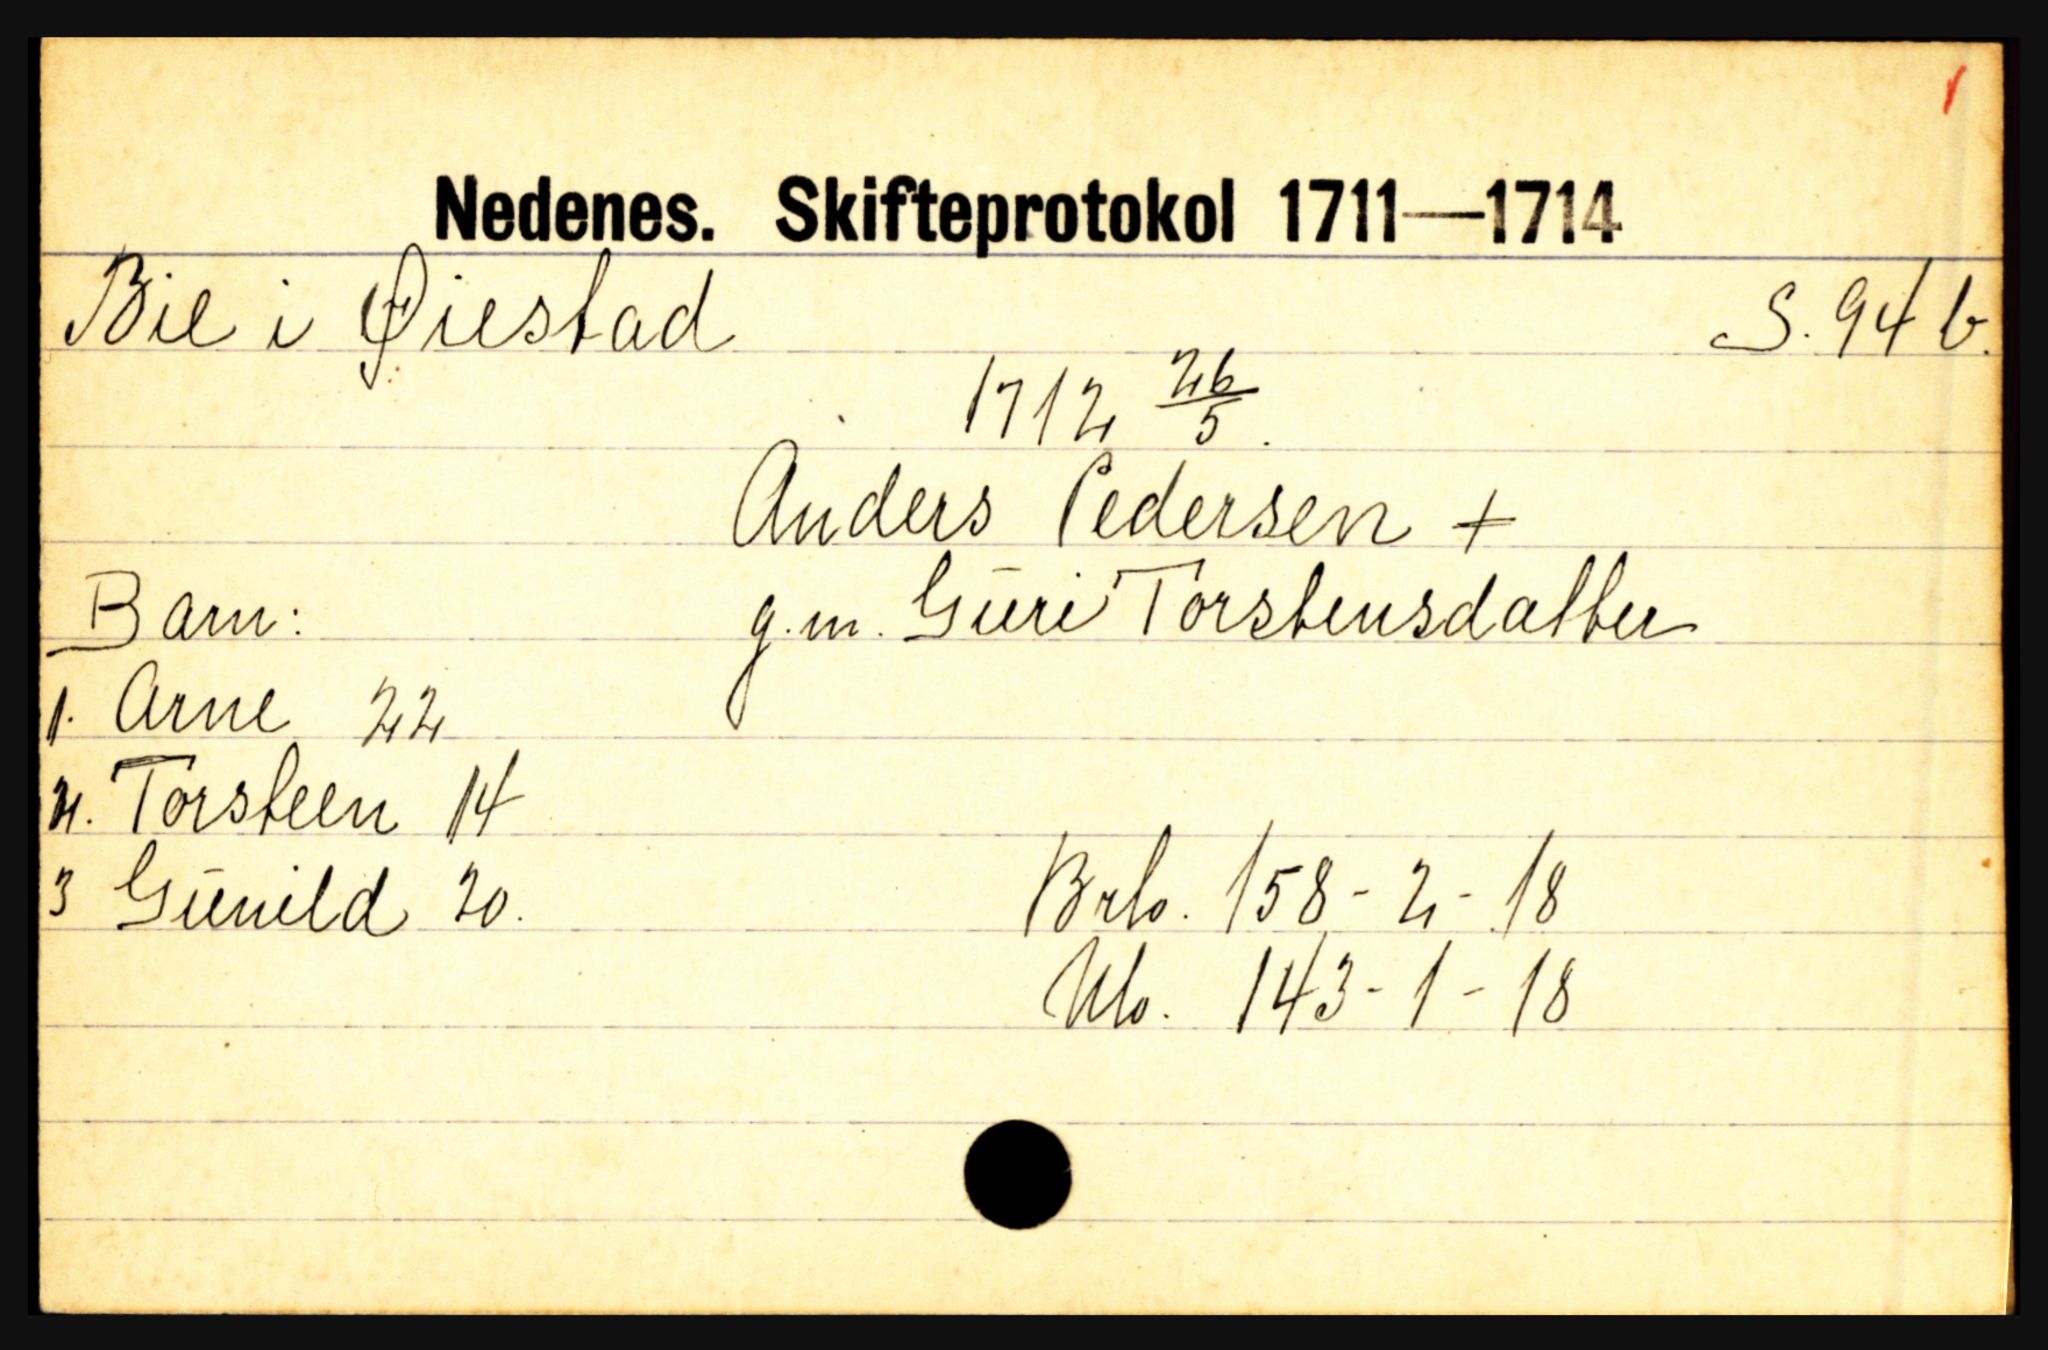 Nedenes. Skifteprotokol 1711—1714
Bie i Øiestad S. 94 b.
1712 26/5.
Anders Pedersen +
g.m. Guri Torstensdatter
Barn:
1. Arne 22
2. Torsteen 14
3 Gunild 20.
Brto. 158-2-18
Nto. 143-1-18